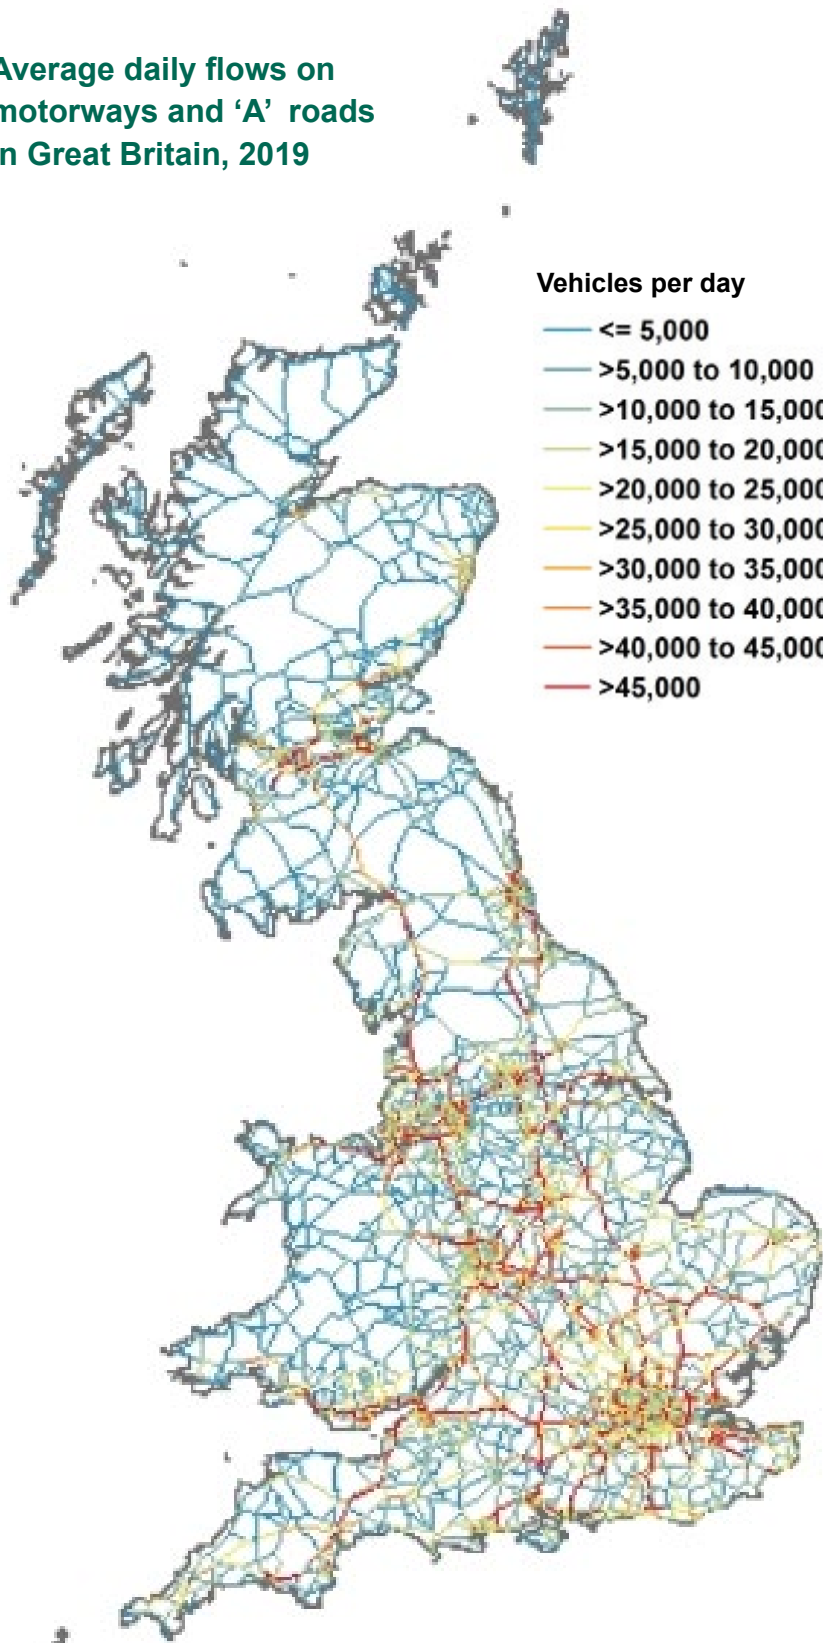 Average daily flows on
motorways and ‘A’ roads
in Great Britain, 2019
Vehicles per day
<= 5,000
>5,000 to 10,000
>10,000 to 15,000
>15,000 to 20,000
>20,000 to 25,000
>25,000 to 30,000
>30,000 to 35,000
>35,000 to 40,000
>40,000 to 45,000
>45,000